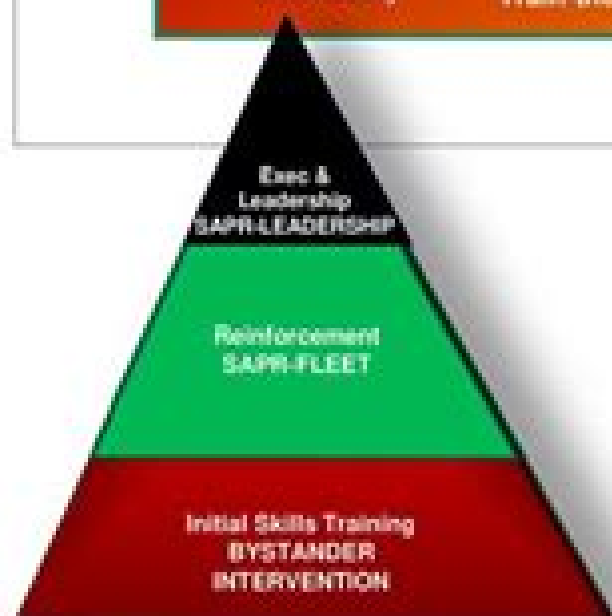 Exec &
Leadership
SAPR-LEADERSHIP
Reinforcement
SAPR-FLEET
Initial Skills Training
BYSTANDER
INTERVENTION